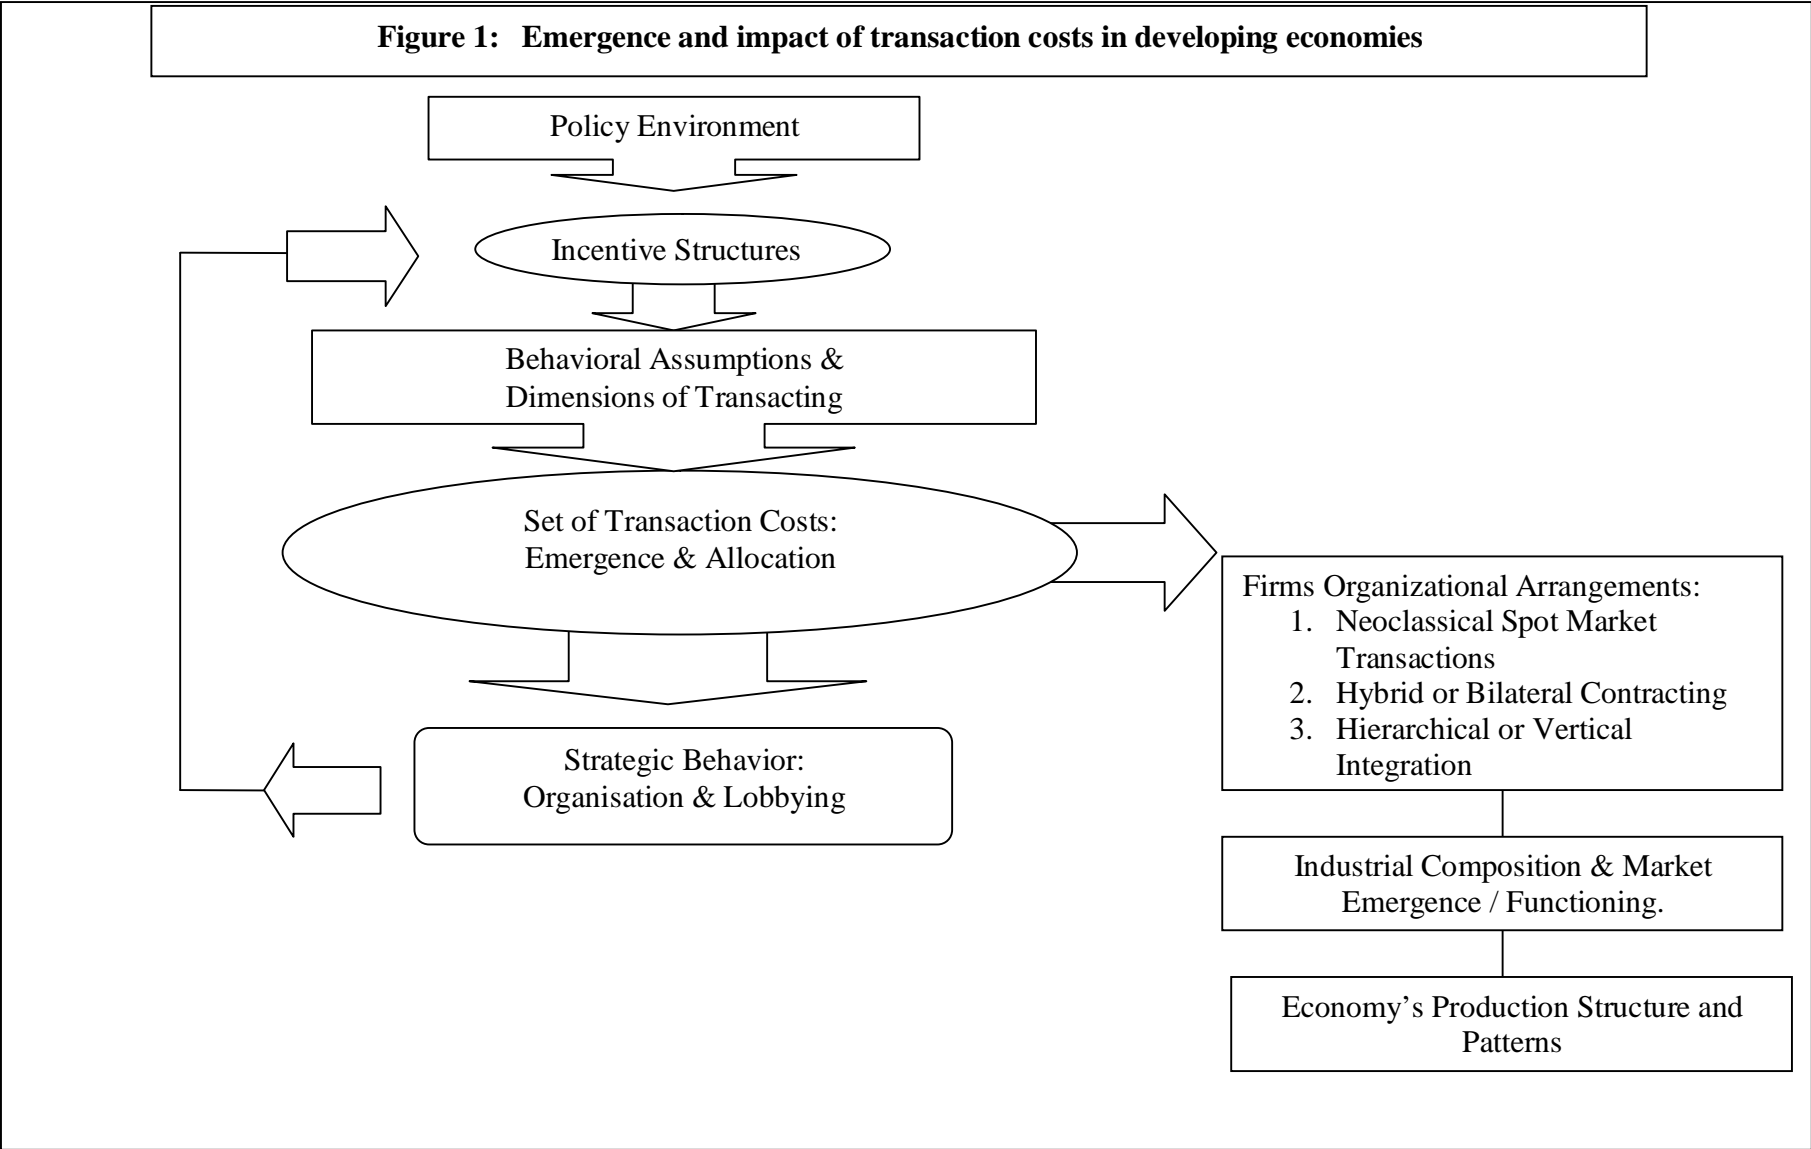 Figure 1: Emergence and impact of transaction costs in developing economies
Policy Environment
Incentive Structures
Behavioral Assumptions &
Dimensions of Transacting
Set of Transaction Costs:
Emergence & Allocation
Strategic Behavior:
Organisation & Lobbying
Firms Organizational Arrangements:
1. Neoclassical Spot Market
Transactions
2. Hybrid or Bilateral Contracting
3. Hierarchical or Vertical
Integration
Industrial Composition & Market
Emergence / Functioning.
Economy’s Production Structure and
Patterns